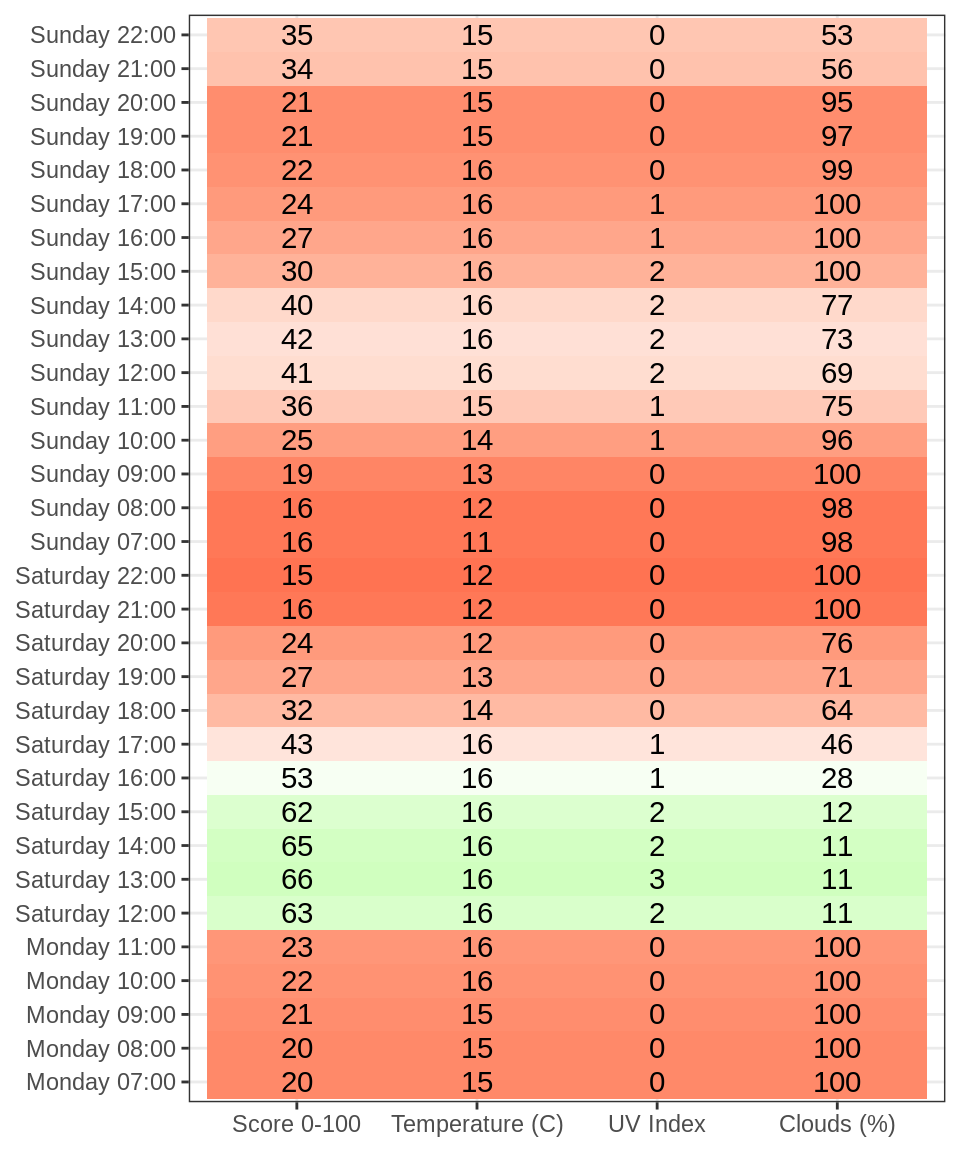 Sunday 22:00 35 15 0 53
Sunday 21:00 34 15 0 56
Sunday 20:00 21 15 0 95
Sunday 19:00 21 15 0 97
Sunday 18:00 22 16 0 99
Sunday 17:00 24 16 1 100
Sunday 16:00 27 16 1 100
Sunday 15:00 30 16 2 100
Sunday 14:00 40 16 2 77
Sunday 13:00 42 16 2 73
Sunday 12:00 41 16 2 69
Sunday 11:00 36 15 1 75
Sunday 10:00 25 14 1 96
Sunday 09:00 19 13 0 100
Sunday 08:00 16 12 0 98
Sunday 07:00 16 11 0 98
Saturday 22:00 15 12 0 100
Saturday 21:00 16 12 0 100
Saturday 20:00 24 12 0 76
Saturday 19:00 27 13 0 71
Saturday 18:00 32 14 0 64
Saturday 17:00 43 16 1 46
Saturday 16:00 53 16 1 28
Saturday 15:00 62 16 2 12
Saturday 14:00 65 16 2 11
Saturday 13:00 66 16 3 11
Saturday 12:00 63 16 2 11
Monday 11:00 23 16 0 100
Monday 10:00 22 16 0 100
Monday 09:00 21 15 0 100
Monday 08:00 20 15 0 100
Monday 07:00 20 15 0 100
Score 0-100 Temperature (C) UV Index Clouds (%)